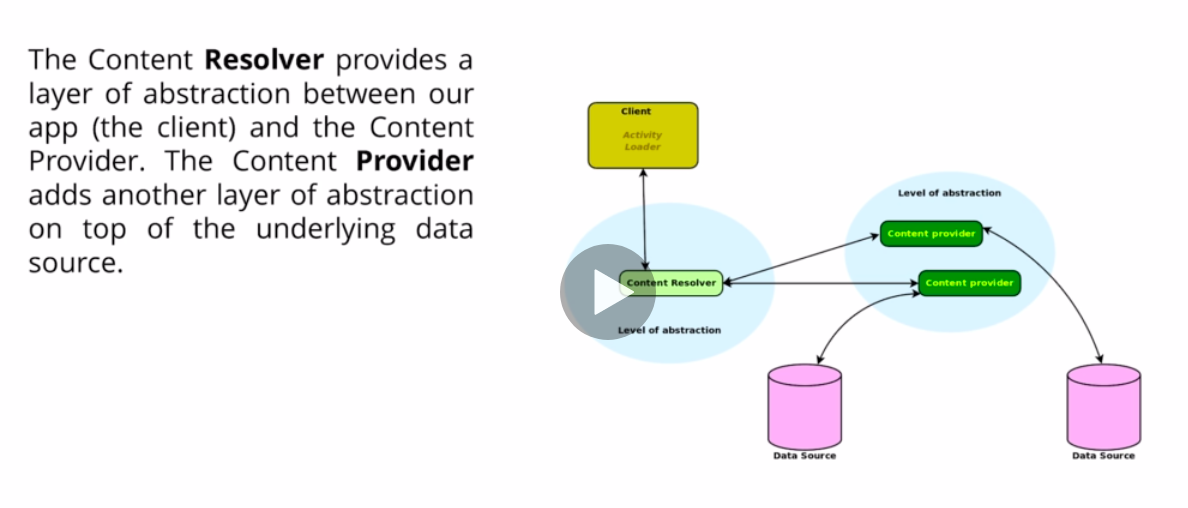 The Content Resolver provides a
layer of abstraction between our
app (the client) and the Content
Provider. The Content Provider
adds another layer of abstraction
on top of the underlying data
source.
Client
Activity
Loader
Level of abstraction
Content provider
Content provider
Content Resolver
Level of abstraction
Data Source
Data Source